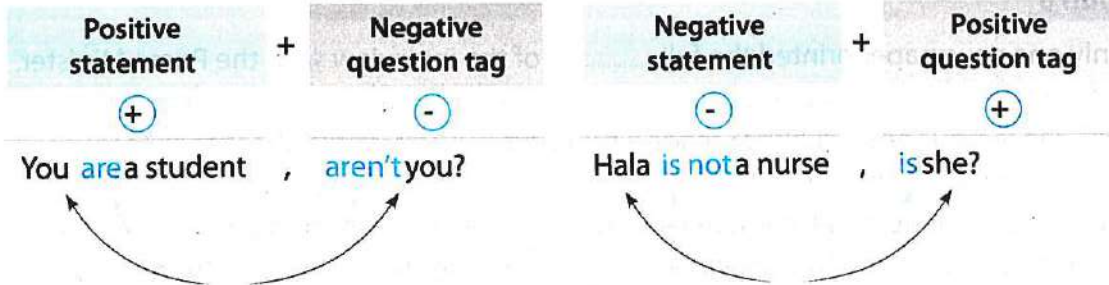 Positive statement + Negative question tag
+ -
You are a student , aren't you?
Negative statement + Positive question tag
- +
Hala is not a nurse , is she?